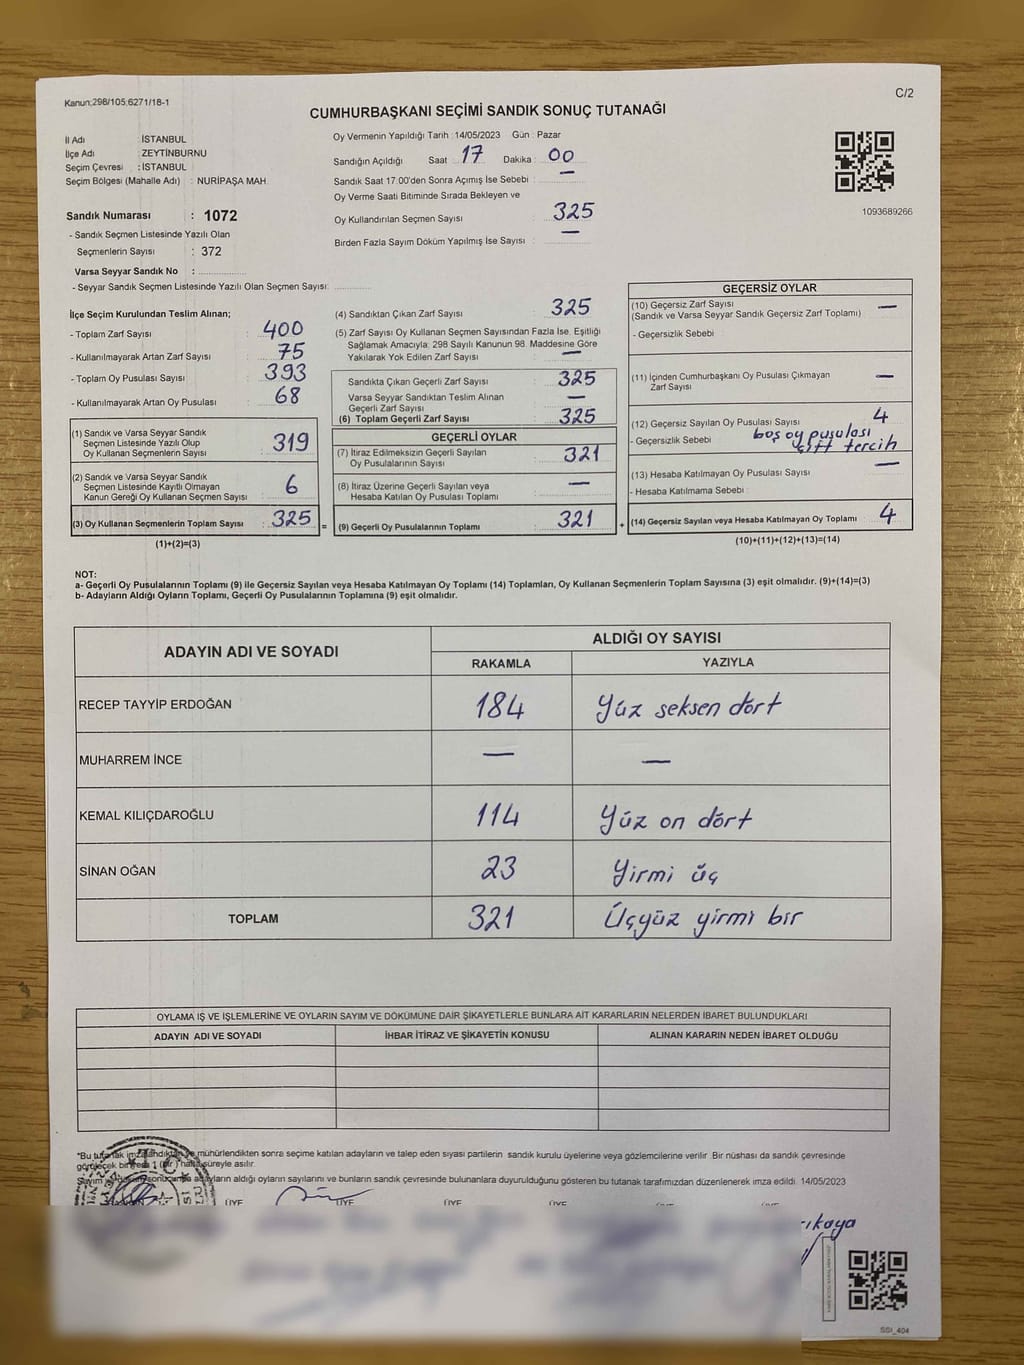 Kanun;298/105;6271/18-1
C/2
CUMHURBAŞKANI SEÇİMİ SANDIK SONUÇ TUTANAĞI
İl Adı : İSTANBUL
İlçe Adı : ZEYTİNBURNU
Seçim Çevresi : İSTANBUL
Seçim Bölgesi (Mahalle Adı) : NURİPAŞA MAH.
Sandık Numarası : 1072
- Sandık Seçmen Listesinde Yazılı Olan
Seçmenlerin Sayısı : 372
Varsa Seyyar Sandık No : ...............
- Seyyar Sandık Seçmen Listesinde Yazılı Olan Seçmen Sayısı: ............
Oy Vermenin Yapıldığı Tarih : 14/05/2023 Gün : Pazar
Sandığın Açıldığı Saat 17 Dakika : 00
Sandık Saat 17.00'den Sonra Açımış İse Sebebi : —
Oy Verme Saati Bitiminde Sırada Bekleyen ve
Oy Kullandırılan Seçmen Sayısı : 325
Birden Fazla Sayım Döküm Yapılmış İse Sayısı : —
1093689266
İlçe Seçim Kurulundan Teslim Alınan;
- Toplam Zarf Sayısı : 400
- Kullanılmayarak Artan Zarf Sayısı : 75
- Toplam Oy Pusulası Sayısı : 393
- Kullanılmayarak Artan Oy Pusulası : 68
(1) Sandık ve Varsa Seyyar Sandık
Seçmen Listesinde Yazılı Olup
Oy Kullanan Seçmenlerin Sayısı : 319
(2) Sandık ve Varsa Seyyar Sandık
Seçmen Listesinde Kayıtlı Olmayan
Kanun Gereği Oy Kullanan Seçmen Sayısı : 6
(3) Oy Kullanan Seçmenlerin Toplam Sayısı : 325 =
(1)+(2)=(3)
(4) Sandıktan Çıkan Zarf Sayısı : 325
(5) Zarf Sayısı Oy Kullanan Seçmen Sayısından Fazla İse, Eşitliği
Sağlamak Amacıyla; 298 Sayılı Kanunun 98. Maddesine Göre
Yakılarak Yok Edilen Zarf Sayısı : —
Sandıkta Çıkan Geçerli Zarf Sayısı : 325
Varsa Seyyar Sandıktan Teslim Alınan
Geçerli Zarf Sayısı : —
(6) Toplam Geçerli Zarf Sayısı : 325
GEÇERLİ OYLAR
(7) İtiraz Edilmeksizin Geçerli Sayılan
Oy Pusulalarının Sayısı : 321
(8) İtiraz Üzerine Geçerli Sayılan veya
Hesaba Katılan Oy Pusulası Toplamı : —
(9) Geçerli Oy Pusulalarının Toplamı : 321 +
GEÇERSİZ OYLAR
(10) Geçersiz Zarf Sayısı
(Sandık ve Varsa Seyyar Sandık Geçersiz Zarf Toplamı) : —
- Geçersizlik Sebebi :
(11) İçinden Cumhurbaşkanı Oy Pusulası Çıkmayan
Zarf Sayısı : —
(12) Geçersiz Sayılan Oy Pusulası Sayısı : 4
- Geçersizlik Sebebi : boş oy pusulası
çift tercih
(13) Hesaba Katılmayan Oy Pusulası Sayısı : —
- Hesaba Katılmama Sebebi :
(14) Geçersiz Sayılan veya Hesaba Katılmayan Oy Toplamı : 4
(10)+(11)+(12)+(13)=(14)
NOT:
a- Geçerli Oy Pusulalarının Toplamı (9) ile Geçersiz Sayılan veya Hesaba Katılmayan Oy Toplamı (14) Toplamları, Oy Kullanan Seçmenlerin Toplam Sayısına (3) eşit olmalıdır. (9)+(14)=(3)
b- Adayların Aldığı Oyların Toplamı, Geçerli Oy Pusulalarının Toplamına (9) eşit olmalıdır.
ADAYIN ADI VE SOYADI
ALDIĞI OY SAYISI
RAKAMLA YAZIYLA
RECEP TAYYİP ERDOĞAN 184 Yüz seksen dört
MUHARREM İNCE — —
KEMAL KILIÇDAROĞLU 114 Yüz on dört
SİNAN OĞAN 23 Yirmi üç
TOPLAM 321 Üçyüz yirmi bir
OYLAMA İŞ VE İŞLEMLERİNE VE OYLARIN SAYIM VE DÖKÜMÜNE DAİR ŞİKAYETLERLE BUNLARA AİT KARARLARIN NELERDEN İBARET BULUNDUKLARI
ADAYIN ADI VE SOYADI İHBAR İTİRAZ VE ŞİKAYETİN KONUSU ALINAN KARARIN NEDEN İBARET OLDUĞU
*Bu tutanak imzalandıktan ve mühürlendikten sonra seçime katılan adayların ve talep eden siyasi partilerin sandık kurulu üyelerine veya gözlemcilerine verilir. Bir nüshası da sandık çevresinde
görülecek bir yere 1 (bir) hafta süreyle asılır.
Sayım ve döküm sonucunda adayların aldığı oyların sayılarını ve bunların sandık çevresinde bulunanlara duyurulduğunu gösteren bu tutanak tarafımızdan düzenlenerek imza edildi. 14/05/2023
ÜYE ÜYE ÜYE ÜYE ÜYE ÜYE
SSİ_404